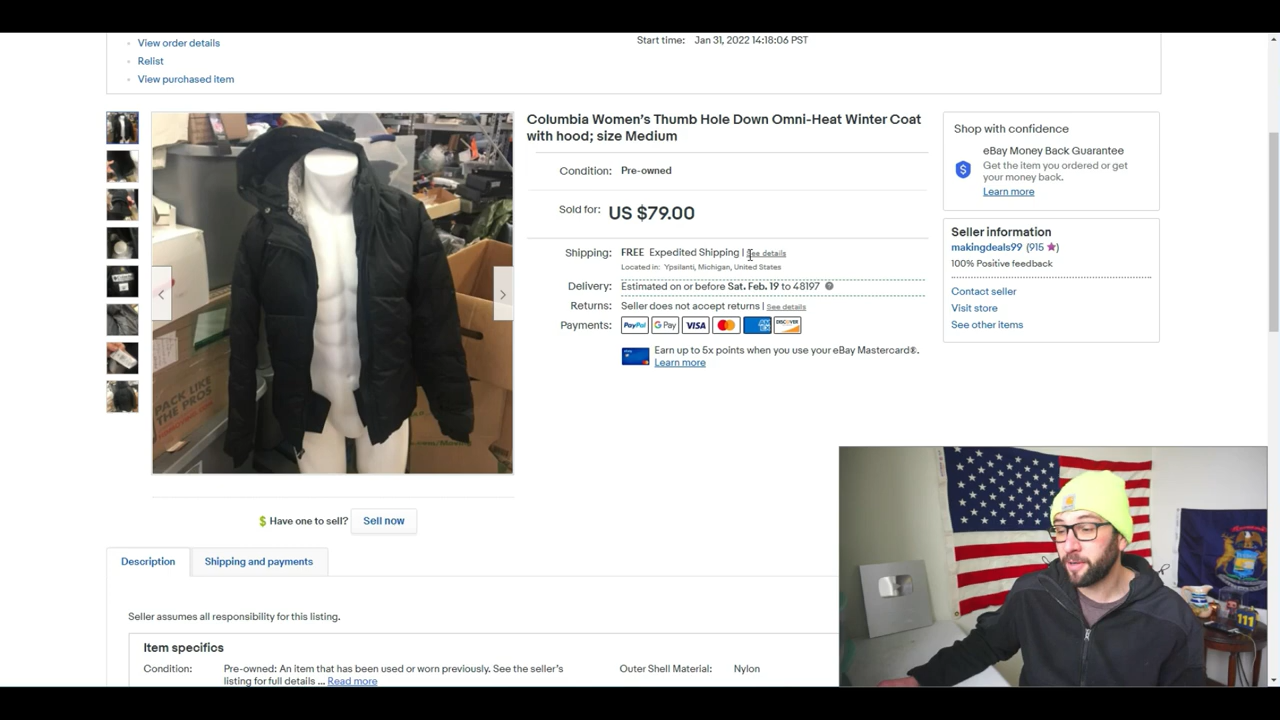 View order details
Start time: Jan 31, 2022 14:18:06 PST
Relist
View purchased item
Columbia Women's Thumb Hole Down Omni-Heat Winter Coat
with hood; size Medium
Condition: Pre-owned
Sold for: US $79.00
Shipping: FREE Expedited Shipping | See details
Located in: Ypsilanti, Michigan, United States
Delivery: Estimated on or before Sat. Feb. 19 to 48197
Returns: Seller does not accept returns | See details
Payments: PayPal G Pay VISA DISCOVER
Earn up to 5x points when you use your eBay Mastercard®.
Learn more
Shop with confidence
eBay Money Back Guarantee
Get the item you ordered or get
your money back.
Learn more
Seller information
makingdeals99 (915 ★)
100% Positive feedback
Contact seller
Visit store
See other items
PACK LIKE
THE PROS
$ Have one to sell? Sell now
Description
Shipping and payments
Seller assumes all responsibility for this listing.
Item specifics
Condition: Pre-owned: An item that has been used or worn previously. See the seller's
listing for full details ... Read more
Outer Shell Material: Nylon
111